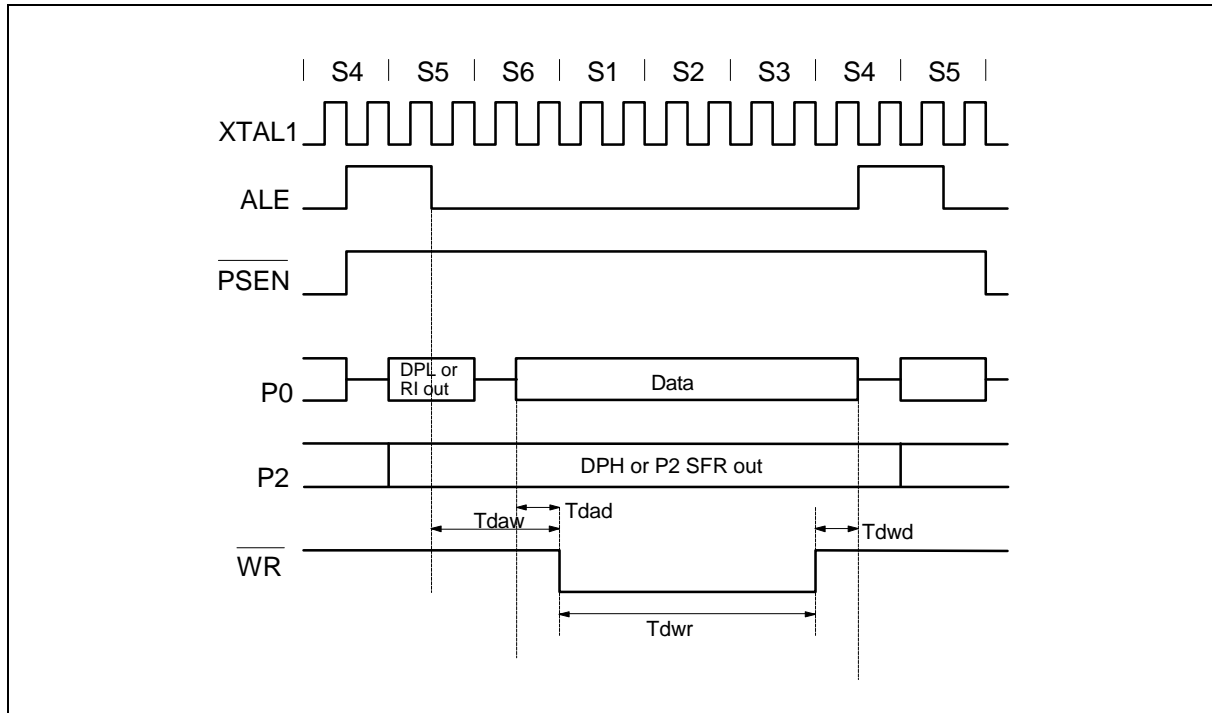 | S4 | S5 | S6 | S1 | S2 | S3 | S4 | S5 |
XTAL1
ALE
PSEN
DPL or
RI out
Data
P0
DPH or P2 SFR out
P2
Tdad
Tdaw
Tdwd
WR
Tdwr